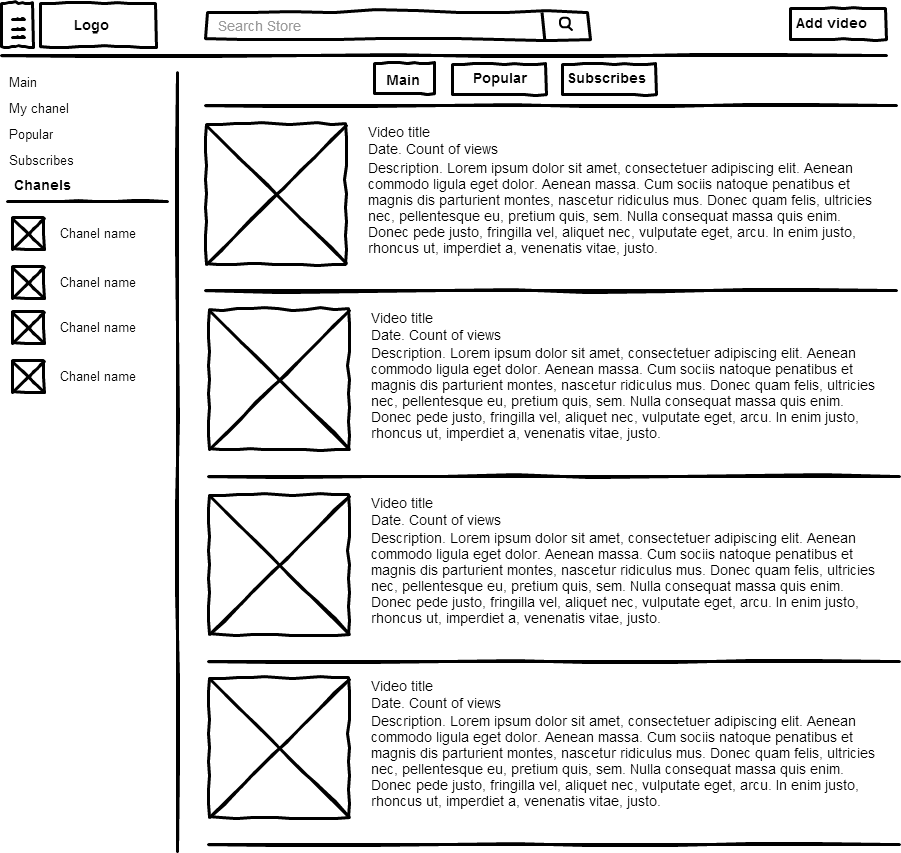 Logo
Search Store
Add video
Main
My chanel
Popular
Subscribes
Chanels
Chanel name
Chanel name
Chanel name
Chanel name
Main
Popular
Subscribes
Video title
Date. Count of views
Description. Lorem ipsum dolor sit amet, consectetuer adipiscing elit. Aenean
commodo ligula eget dolor. Aenean massa. Cum sociis natoque penatibus et
magnis dis parturient montes, nascetur ridiculus mus. Donec quam felis, ultricies
nec, pellentesque eu, pretium quis, sem. Nulla consequat massa quis enim.
Donec pede justo, fringilla vel, aliquet nec, vulputate eget, arcu. In enim justo,
rhoncus ut, imperdiet a, venenatis vitae, justo.
Video title
Date. Count of views
Description. Lorem ipsum dolor sit amet, consectetuer adipiscing elit. Aenean
commodo ligula eget dolor. Aenean massa. Cum sociis natoque penatibus et
magnis dis parturient montes, nascetur ridiculus mus. Donec quam felis, ultricies
nec, pellentesque eu, pretium quis, sem. Nulla consequat massa quis enim.
Donec pede justo, fringilla vel, aliquet nec, vulputate eget, arcu. In enim justo,
rhoncus ut, imperdiet a, venenatis vitae, justo.
Video title
Date. Count of views
Description. Lorem ipsum dolor sit amet, consectetuer adipiscing elit. Aenean
commodo ligula eget dolor. Aenean massa. Cum sociis natoque penatibus et
magnis dis parturient montes, nascetur ridiculus mus. Donec quam felis, ultricies
nec, pellentesque eu, pretium quis, sem. Nulla consequat massa quis enim.
Donec pede justo, fringilla vel, aliquet nec, vulputate eget, arcu. In enim justo,
rhoncus ut, imperdiet a, venenatis vitae, justo.
Video title
Date. Count of views
Description. Lorem ipsum dolor sit amet, consectetuer adipiscing elit. Aenean
commodo ligula eget dolor. Aenean massa. Cum sociis natoque penatibus et
magnis dis parturient montes, nascetur ridiculus mus. Donec quam felis, ultricies
nec, pellentesque eu, pretium quis, sem. Nulla consequat massa quis enim.
Donec pede justo, fringilla vel, aliquet nec, vulputate eget, arcu. In enim justo,
rhoncus ut, imperdiet a, venenatis vitae, justo.